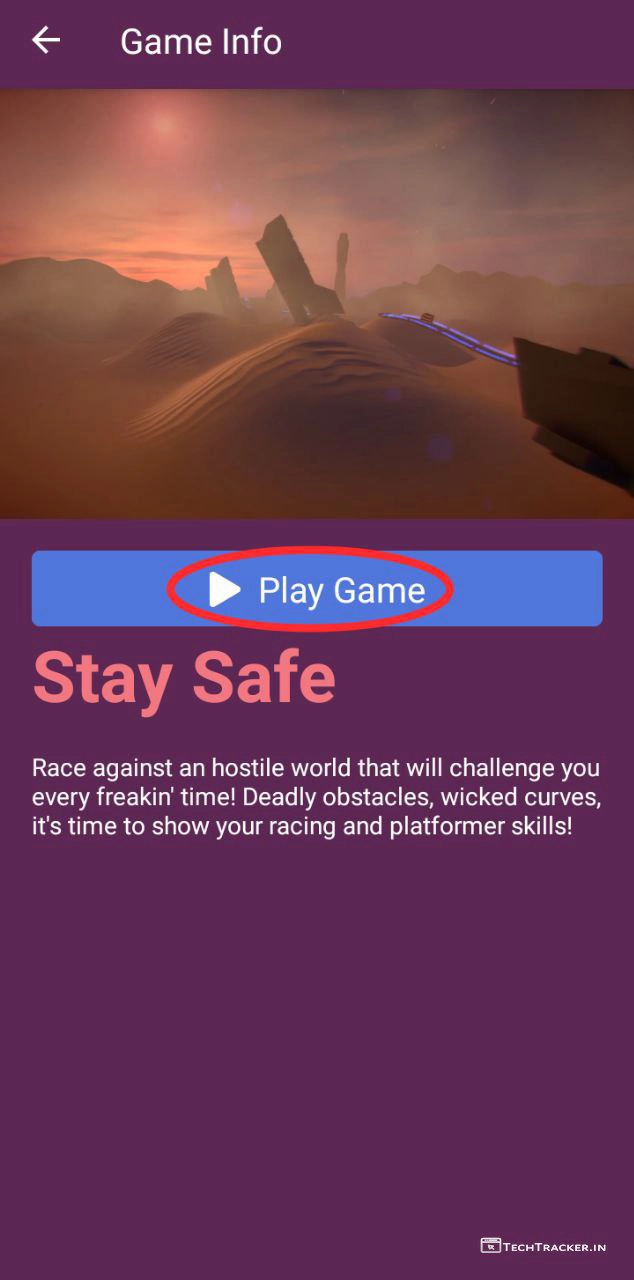 Game Info
Play Game
Stay Safe
Race against an hostile world that will challenge you
every freakin' time! Deadly obstacles, wicked curves,
it's time to show your racing and platformer skills!
TECHTRACKER.IN